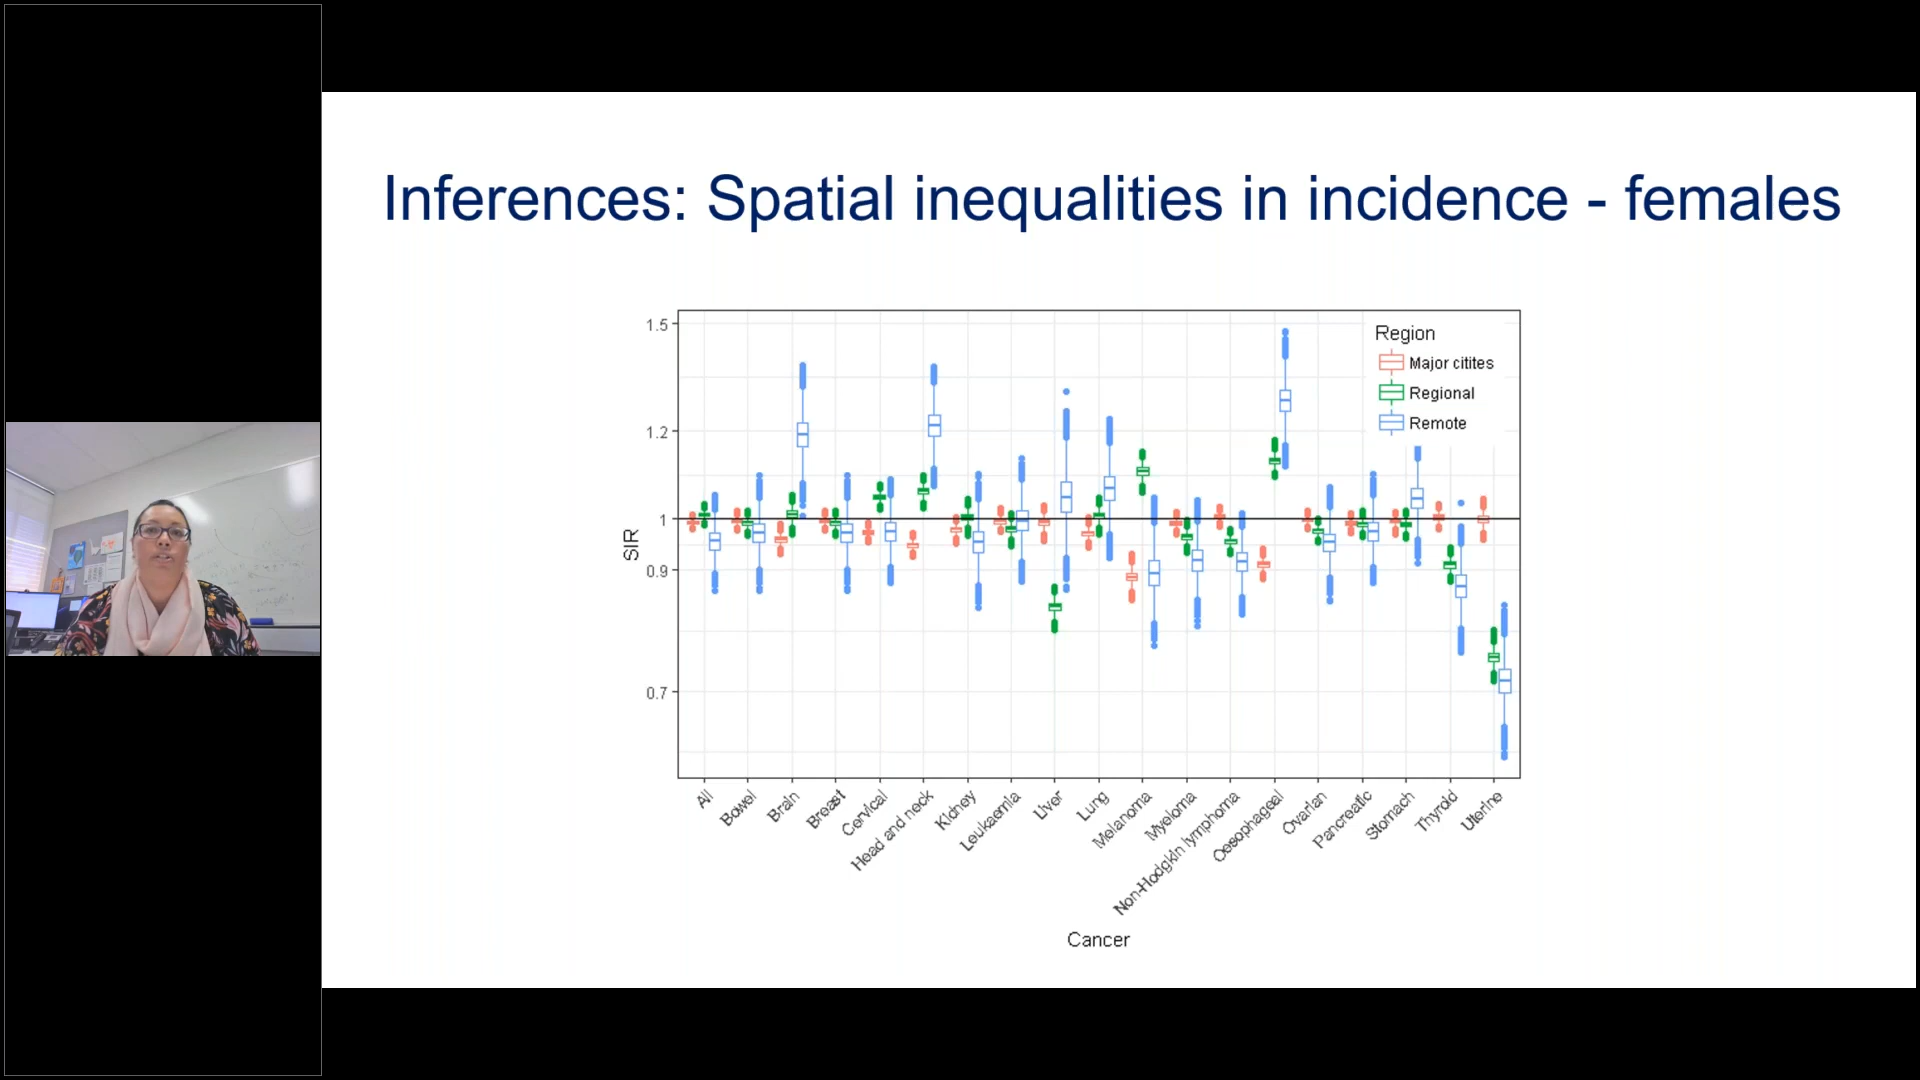 Inferences: Spatial inequalities in incidence - females
1.5
1.2
1
0.9
0.7
SIR
Region
Major citites
Regional
Remote
All
Bowel
Brain
Breast
Cervical
Head and neck
Kidney
Leukaemia
Liver
Lung
Melanoma
Myeloma
Non-Hodgkin lymphoma
Oesophageal
Ovarian
Pancreatic
Stomach
Thyroid
Uterine
Cancer